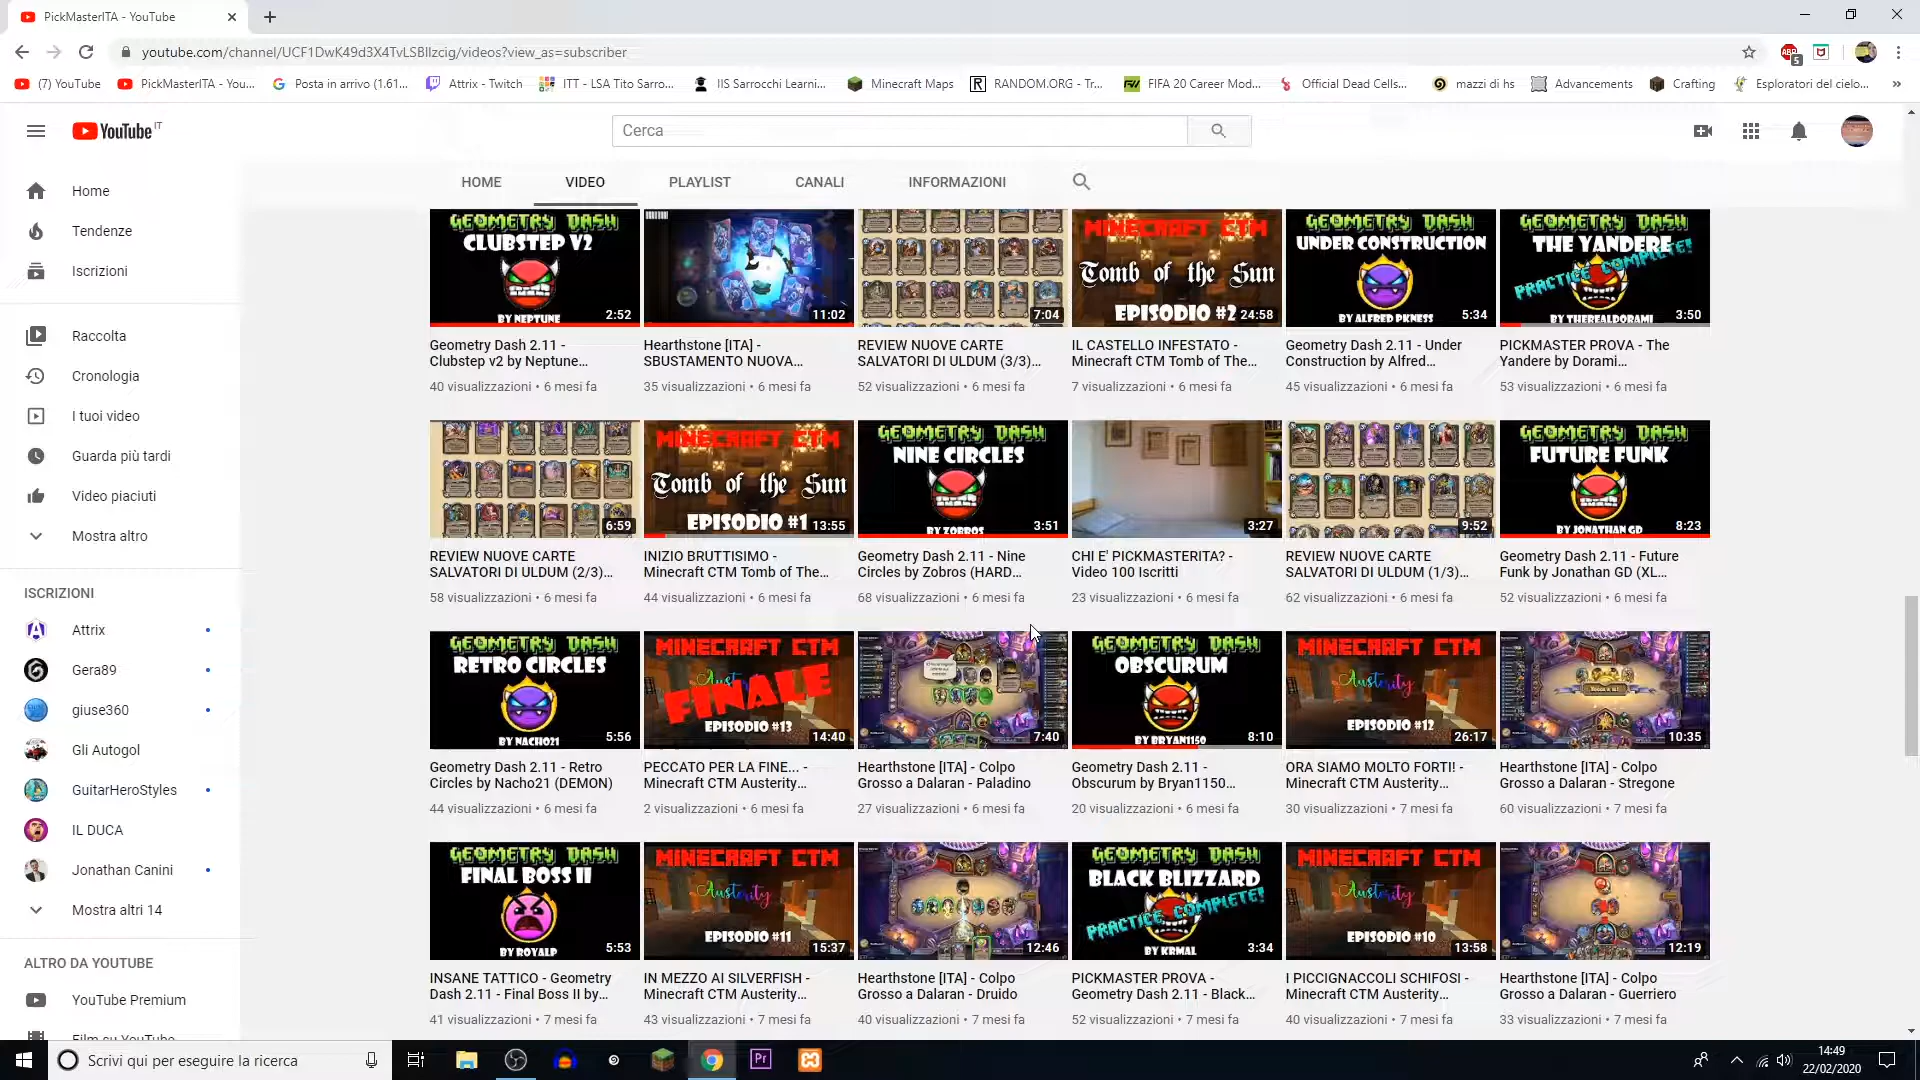 PickMasterITA - YouTube
youtube.com/channel/UCF1DwK49d3X4TvLSBIlzcig/videos?view_as=subscriber
5
(7) YouTube
PickMasterITA - You...
Posta in arrivo (1.61...
Attrix - Twitch
ITT - LSA Tito Sarro...
IIS Sarrocchi Learni...
Minecraft Maps
RANDOM.ORG - Tr...
FIFA 20 Career Mod...
Official Dead Cells...
mazzi di hs
Advancements
Crafting
Esploratori del cielo...
»
YouTube IT
Cerca
HOME
VIDEO
PLAYLIST
CANALI
INFORMAZIONI
Home
Tendenze
Iscrizioni
Raccolta
Cronologia
I tuoi video
Guarda più tardi
Video piaciuti
Mostra altro
ISCRIZIONI
Attrix
Gera89
giuse360
Gli Autogol
GuitarHeroStyles
IL DUCA
Jonathan Canini
Mostra altri 14
ALTRO DA YOUTUBE
YouTube Premium
Film su YouTube
GEOMETRY DASH
CLUBSTEP V2
BY NEPTUNE
2:52
Geometry Dash 2.11 -
Clubstep v2 by Neptune...
40 visualizzazioni • 6 mesi fa
11:02
Hearthstone [ITA] -
SBUSTAMENTO NUOVA...
35 visualizzazioni • 6 mesi fa
7:04
REVIEW NUOVE CARTE
SALVATORI DI ULDUM (3/3)...
52 visualizzazioni • 6 mesi fa
MINECRAFT CTM
Tomb of the Sun
EPISODIO #2
24:58
IL CASTELLO INFESTATO -
Minecraft CTM Tomb of The...
7 visualizzazioni • 6 mesi fa
GEOMETRY DASH
UNDER CONSTRUCTION
BY ALFRED PKNESS
5:34
Geometry Dash 2.11 - Under
Construction by Alfred...
45 visualizzazioni • 6 mesi fa
GEOMETRY DASH
THE YANDERE
PRACTICE COMPLETE!
BY THEREALDORAMI
3:50
PICKMASTER PROVA - The
Yandere by Dorami...
53 visualizzazioni • 6 mesi fa
6:59
REVIEW NUOVE CARTE
SALVATORI DI ULDUM (2/3)...
58 visualizzazioni • 6 mesi fa
MINECRAFT CTM
Tomb of the Sun
EPISODIO #1
13:55
INIZIO BRUTTISIMO -
Minecraft CTM Tomb of The...
44 visualizzazioni • 6 mesi fa
GEOMETRY DASH
NINE CIRCLES
BY ZOBROS
3:51
Geometry Dash 2.11 - Nine
Circles by Zobros (HARD...
68 visualizzazioni • 6 mesi fa
3:27
CHI E' PICKMASTERITA? -
Video 100 Iscritti
23 visualizzazioni • 6 mesi fa
9:52
REVIEW NUOVE CARTE
SALVATORI DI ULDUM (1/3)...
62 visualizzazioni • 6 mesi fa
GEOMETRY DASH
FUTURE FUNK
BY JONATHAN GD
8:23
Geometry Dash 2.11 - Future
Funk by Jonathan GD (XL...
52 visualizzazioni • 6 mesi fa
GEOMETRY DASH
RETRO CIRCLES
BY NACHO21
5:56
Geometry Dash 2.11 - Retro
Circles by Nacho21 (DEMON)
44 visualizzazioni • 6 mesi fa
MINECRAFT CTM
FINALE
EPISODIO #13
14:40
PECCATO PER LA FINE... -
Minecraft CTM Austerity...
2 visualizzazioni • 6 mesi fa
7:40
Hearthstone [ITA] - Colpo
Grosso a Dalaran - Paladino
27 visualizzazioni • 6 mesi fa
GEOMETRY DASH
OBSCURUM
BY BRYAN1150
8:10
Geometry Dash 2.11 -
Obscurum by Bryan1150...
20 visualizzazioni • 6 mesi fa
MINECRAFT CTM
Austerity
EPISODIO #12
26:17
ORA SIAMO MOLTO FORTI! -
Minecraft CTM Austerity...
30 visualizzazioni • 7 mesi fa
10:35
Hearthstone [ITA] - Colpo
Grosso a Dalaran - Stregone
60 visualizzazioni • 7 mesi fa
GEOMETRY DASH
FINAL BOSS II
BY ROYALP
5:53
INSANE TATTICO - Geometry
Dash 2.11 - Final Boss II by...
41 visualizzazioni • 7 mesi fa
MINECRAFT CTM
Austerity
EPISODIO #11
15:37
IN MEZZO AI SILVERFISH -
Minecraft CTM Austerity...
43 visualizzazioni • 7 mesi fa
12:46
Hearthstone [ITA] - Colpo
Grosso a Dalaran - Druido
40 visualizzazioni • 7 mesi fa
GEOMETRY DASH
BLACK BLIZZARD
PRACTICE COMPLETE!
BY KRMAL
3:34
PICKMASTER PROVA -
Geometry Dash 2.11 - Black...
52 visualizzazioni • 7 mesi fa
MINECRAFT CTM
Austerity
EPISODIO #10
13:58
I PICCIGNACCOLI SCHIFOSI -
Minecraft CTM Austerity...
40 visualizzazioni • 7 mesi fa
12:19
Hearthstone [ITA] - Colpo
Grosso a Dalaran - Guerriero
33 visualizzazioni • 7 mesi fa
Scrivi qui per eseguire la ricerca
Pr
14:49
22/02/2020